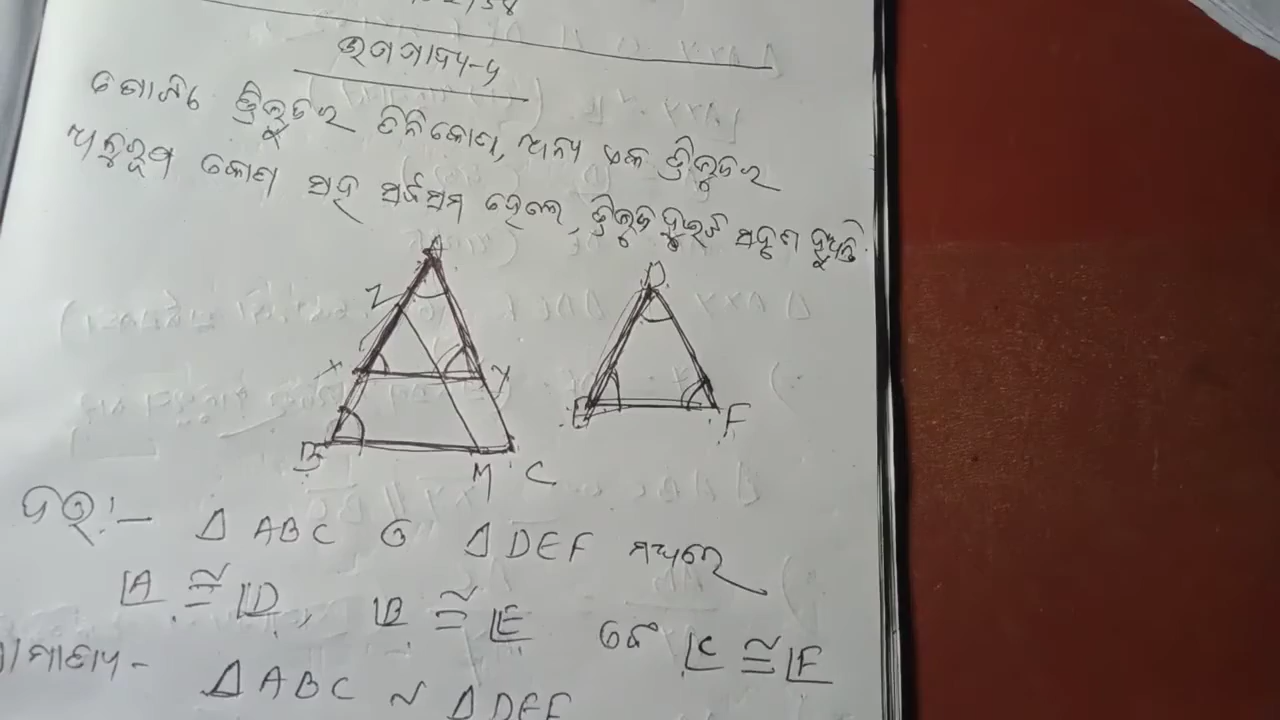 ଉପପାଦ୍ୟ-୨
ଗୋଟିଏ ତ୍ରିଭୁଜର ତିନିକୋଣ, ଅନ୍ୟ ଏକ ତ୍ରିଭୁଜର
ଅନୁରୂପ କୋଣ ସହ ସର୍ବସମ ହେଲେ, ତ୍ରିଭୁଜ ଦୁଇଟି ସଦୃଶ ହୁଅନ୍ତି.
A D
Z
X Y
E F
B M C
ଦତ୍ତ:- Δ ABC ଓ Δ DEF ମଧ୍ୟରେ
∠A ≅ ∠D, ∠B ≅ ∠E ଏବଂ ∠C ≅ ∠F
ପ୍ରାମାଣ୍ୟ- Δ ABC ~ Δ DEF